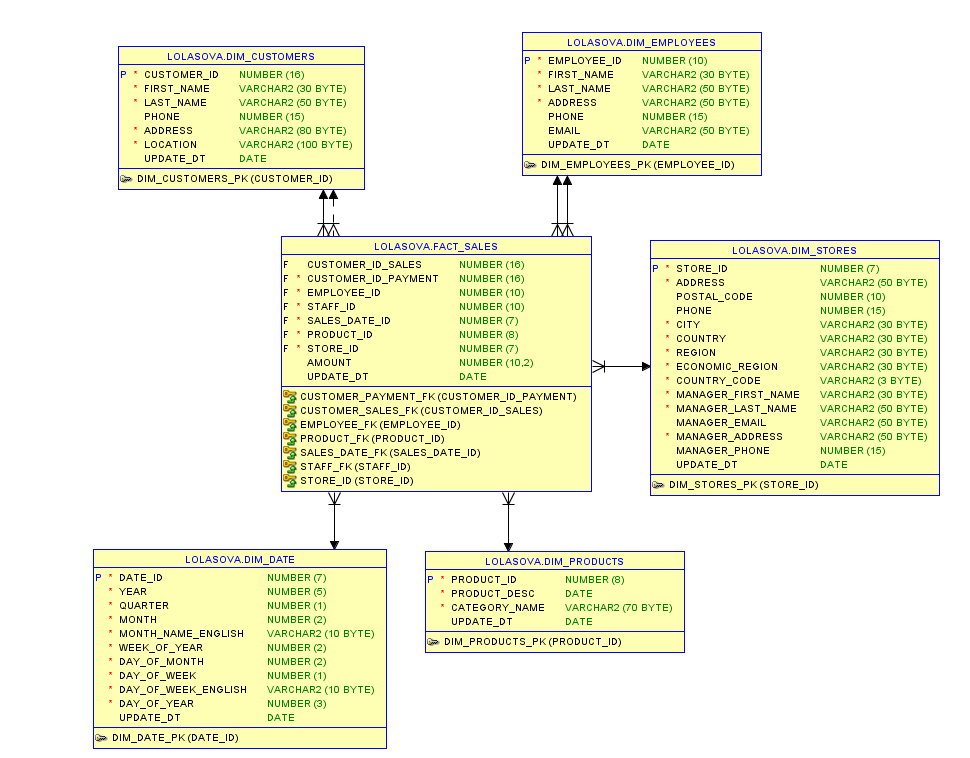 LOLASOVA.DIM_CUSTOMERS
P * CUSTOMER_ID NUMBER (16)
* FIRST_NAME VARCHAR2 (30 BYTE)
* LAST_NAME VARCHAR2 (50 BYTE)
PHONE NUMBER (15)
* ADDRESS VARCHAR2 (80 BYTE)
* LOCATION VARCHAR2 (100 BYTE)
UPDATE_DT DATE
DIM_CUSTOMERS_PK (CUSTOMER_ID)
LOLASOVA.DIM_EMPLOYEES
P * EMPLOYEE_ID NUMBER (10)
* FIRST_NAME VARCHAR2 (30 BYTE)
* LAST_NAME VARCHAR2 (50 BYTE)
* ADDRESS VARCHAR2 (50 BYTE)
PHONE NUMBER (15)
EMAIL VARCHAR2 (50 BYTE)
UPDATE_DT DATE
DIM_EMPLOYEES_PK (EMPLOYEE_ID)
LOLASOVA.FACT_SALES
F CUSTOMER_ID_SALES NUMBER (16)
F * CUSTOMER_ID_PAYMENT NUMBER (16)
F * EMPLOYEE_ID NUMBER (10)
F * STAFF_ID NUMBER (10)
F * SALES_DATE_ID NUMBER (7)
F * PRODUCT_ID NUMBER (8)
F * STORE_ID NUMBER (7)
AMOUNT NUMBER (10,2)
UPDATE_DT DATE
CUSTOMER_PAYMENT_FK (CUSTOMER_ID_PAYMENT)
CUSTOMER_SALES_FK (CUSTOMER_ID_SALES)
EMPLOYEE_FK (EMPLOYEE_ID)
PRODUCT_FK (PRODUCT_ID)
SALES_DATE_FK (SALES_DATE_ID)
STAFF_FK (STAFF_ID)
STORE_ID (STORE_ID)
LOLASOVA.DIM_STORES
P * STORE_ID NUMBER (7)
* ADDRESS VARCHAR2 (50 BYTE)
POSTAL_CODE NUMBER (10)
PHONE NUMBER (15)
* CITY VARCHAR2 (30 BYTE)
* COUNTRY VARCHAR2 (30 BYTE)
* REGION VARCHAR2 (30 BYTE)
* ECONOMIC_REGION VARCHAR2 (30 BYTE)
* COUNTRY_CODE VARCHAR2 (3 BYTE)
* MANAGER_FIRST_NAME VARCHAR2 (30 BYTE)
* MANAGER_LAST_NAME VARCHAR2 (50 BYTE)
MANAGER_EMAIL VARCHAR2 (50 BYTE)
* MANAGER_ADDRESS VARCHAR2 (50 BYTE)
MANAGER_PHONE NUMBER (15)
UPDATE_DT DATE
DIM_STORES_PK (STORE_ID)
LOLASOVA.DIM_DATE
P * DATE_ID NUMBER (7)
* YEAR NUMBER (5)
* QUARTER NUMBER (1)
* MONTH NUMBER (2)
* MONTH_NAME_ENGLISH VARCHAR2 (10 BYTE)
* WEEK_OF_YEAR NUMBER (2)
* DAY_OF_MONTH NUMBER (2)
* DAY_OF_WEEK NUMBER (1)
* DAY_OF_WEEK_ENGLISH VARCHAR2 (10 BYTE)
* DAY_OF_YEAR NUMBER (3)
UPDATE_DT DATE
DIM_DATE_PK (DATE_ID)
LOLASOVA.DIM_PRODUCTS
P * PRODUCT_ID NUMBER (8)
* PRODUCT_DESC DATE
* CATEGORY_NAME VARCHAR2 (70 BYTE)
UPDATE_DT DATE
DIM_PRODUCTS_PK (PRODUCT_ID)